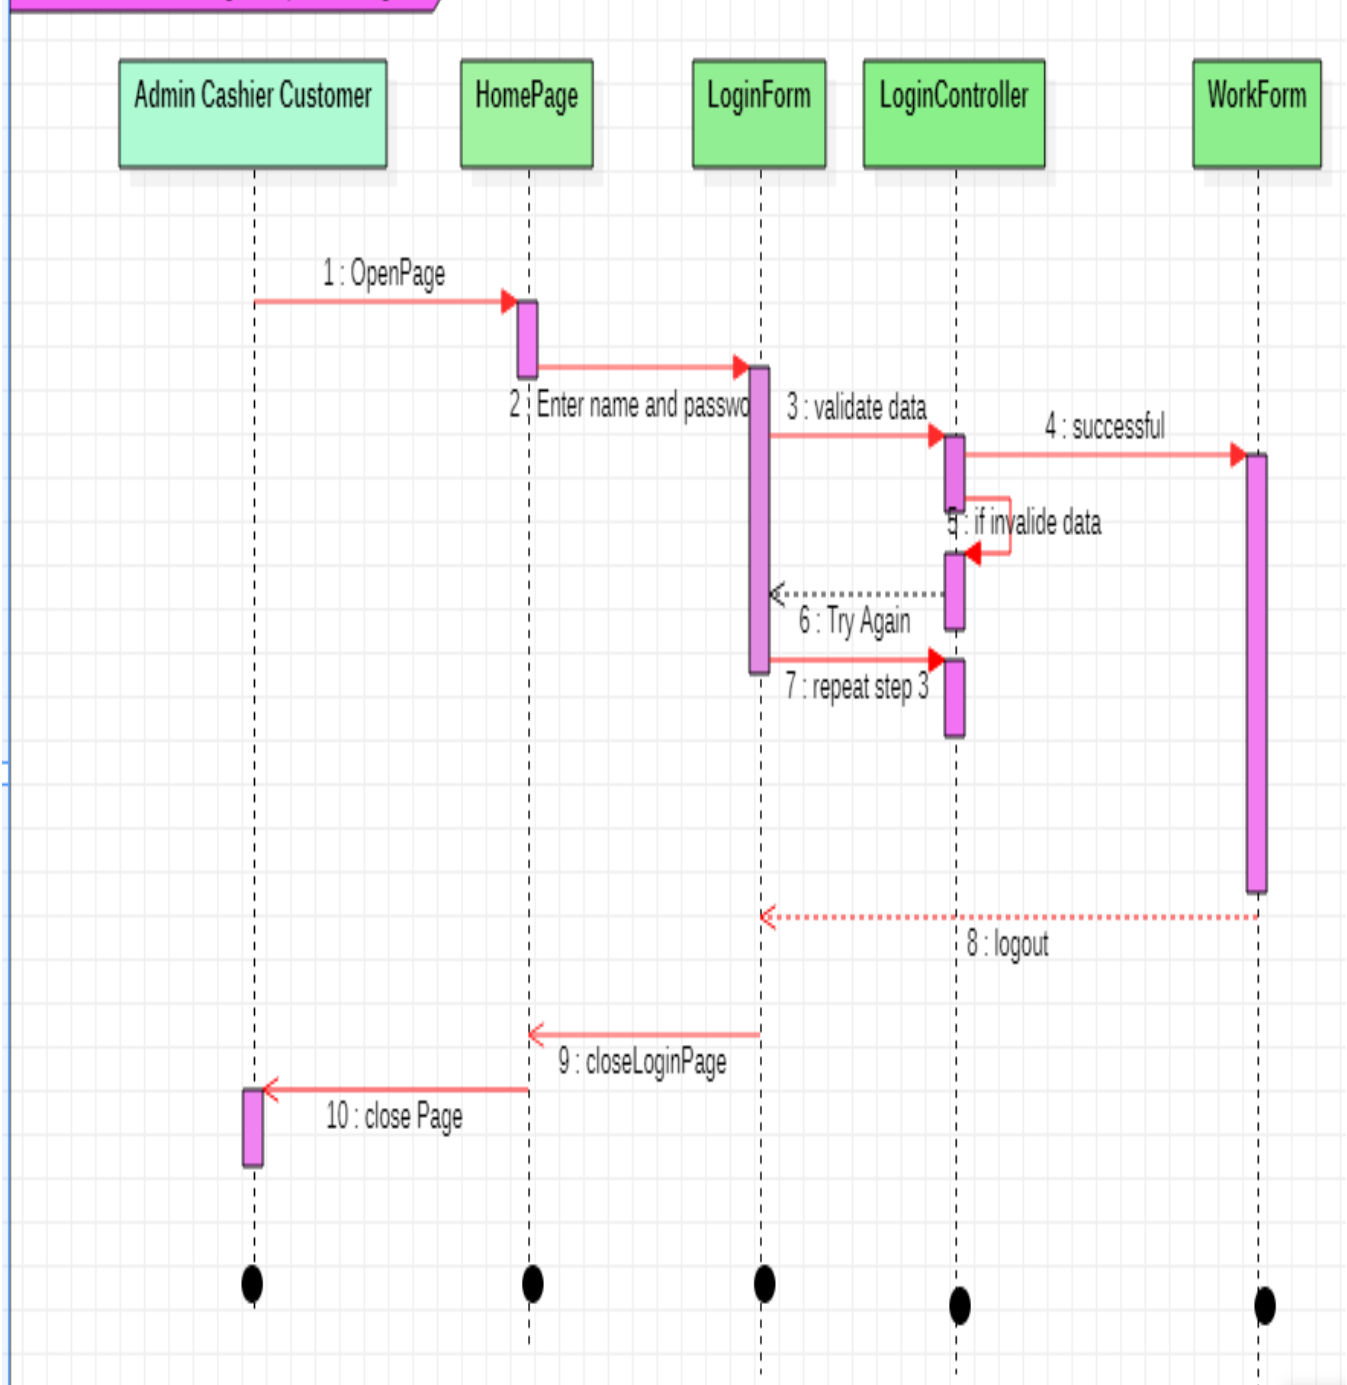 Admin Cashier Customer
HomePage
LoginForm
LoginController
WorkForm
1 : OpenPage
2 : Enter name and passwo
3 : validate data
4 : successful
5 : if invalide data
6 : Try Again
7 : repeat step 3
8 : logout
9 : closeLoginPage
10 : close Page